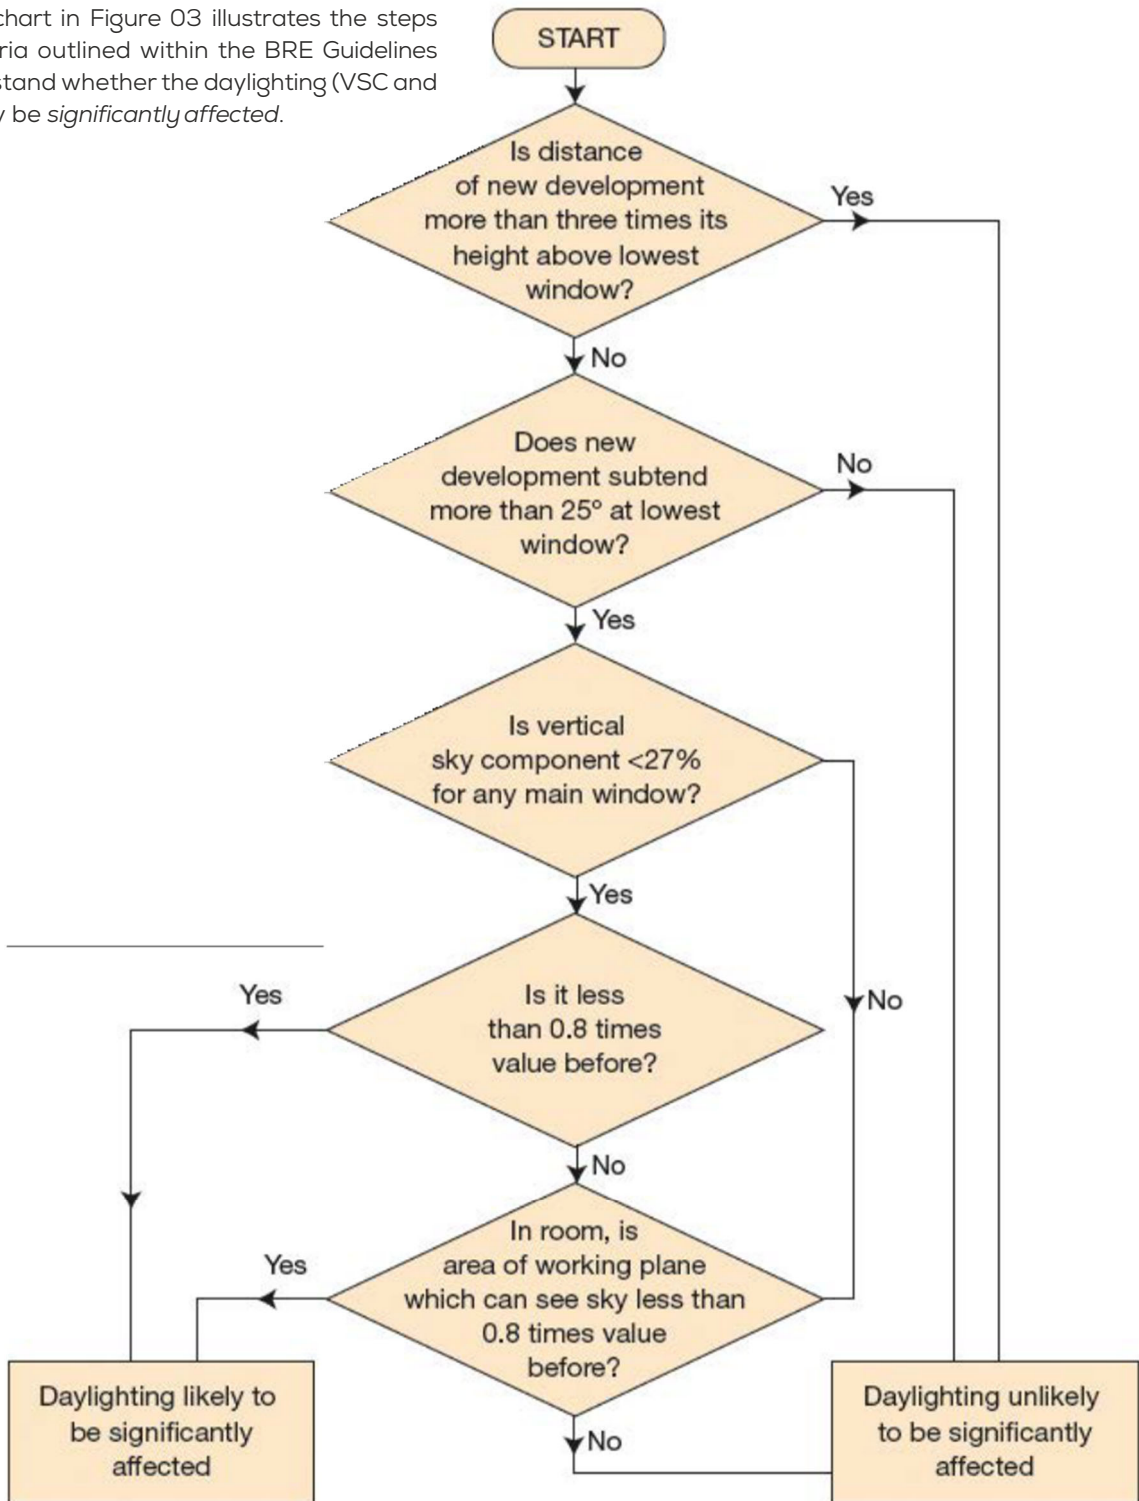 chart in Figure 03 illustrates the steps
ria outlined within the BRE Guidelines
stand whether the daylighting (VSC and
be significantly affected.
START
Is distance
of new development
more than three times its
height above lowest
window?
Yes
No
Does new
development subtend
more than 25° at lowest
window?
No
Yes
Is vertical
sky component <27%
for any main window?
Yes
No
Is it less
than 0.8 times
value before?
Yes
No
In room, is
area of working plane
which can see sky less than
0.8 times value
before?
Yes
No
Daylighting likely to
be significantly
affected
Daylighting unlikely
to be significantly
affected